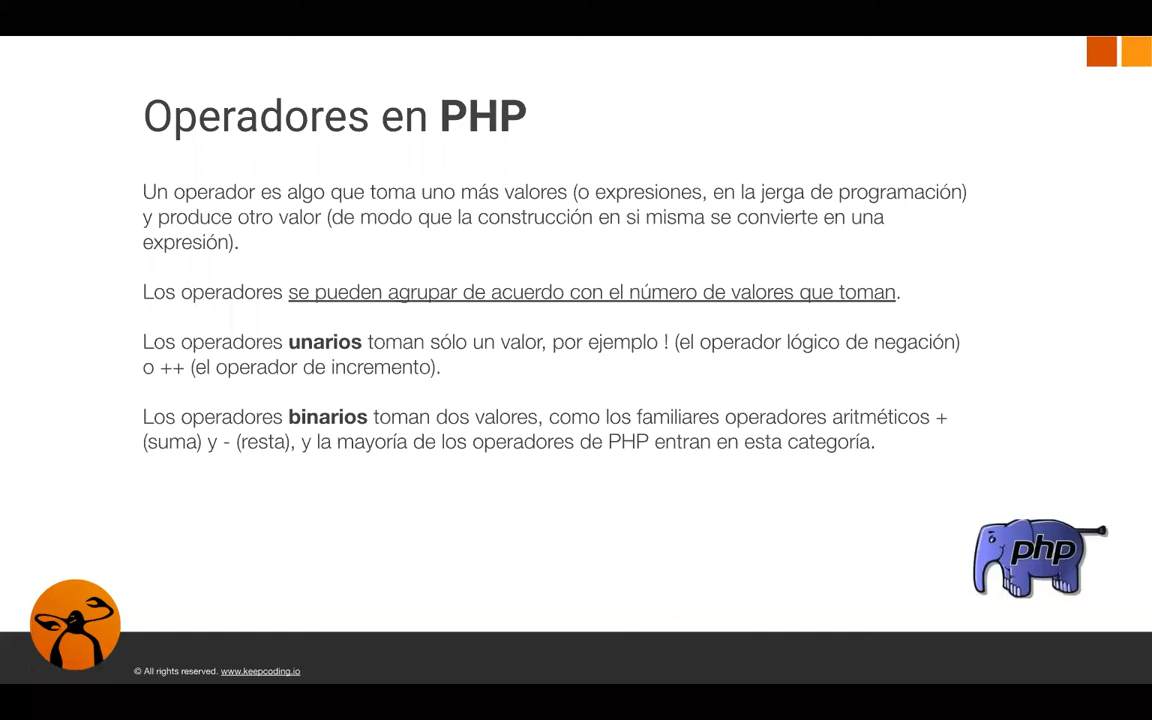 Operadores en PHP
Un operador es algo que toma uno más valores (o expresiones, en la jerga de programación)
y produce otro valor (de modo que la construcción en si misma se convierte en una
expresión).
Los operadores se pueden agrupar de acuerdo con el número de valores que toman.
Los operadores unarios toman sólo un valor, por ejemplo ! (el operador lógico de negación)
o ++ (el operador de incremento).
Los operadores binarios toman dos valores, como los familiares operadores aritméticos +
(suma) y - (resta), y la mayoría de los operadores de PHP entran en esta categoría.
php
© All rights reserved. www.keepcoding.io